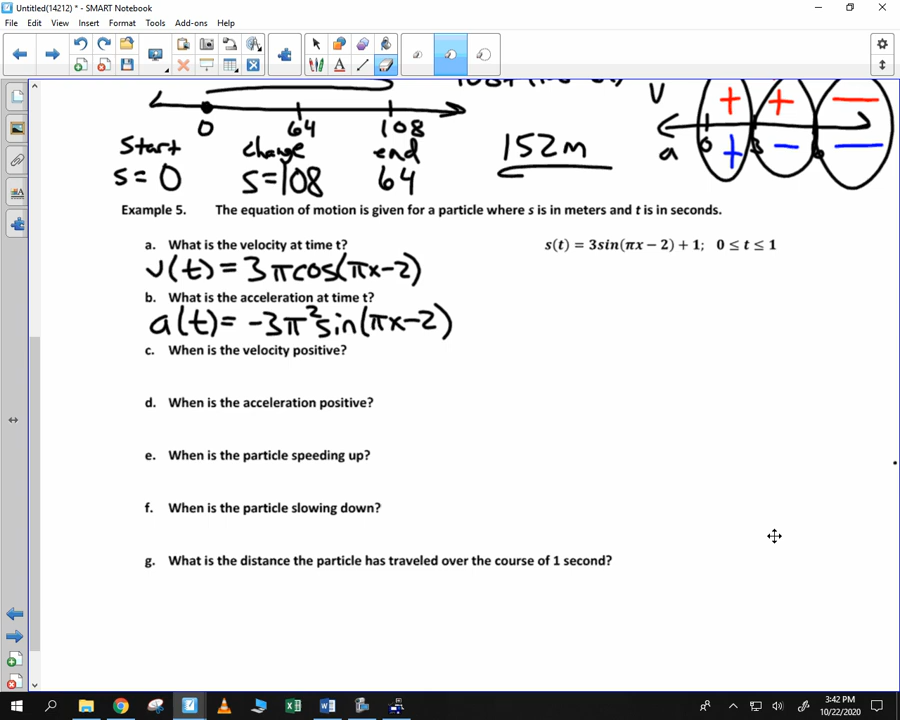 Untitled(14212) * - SMART Notebook
File Edit View Insert Format Tools Add-ons Help
V + + —
0 64 108
Start change end
s = 0 s=108 64
152m
a 0 + 3 — 6 —
Example 5. The equation of motion is given for a particle where s is in meters and t is in seconds.
a. What is the velocity at time t? s(t) = 3sin(πx − 2) + 1; 0 ≤ t ≤ 1
v(t) = 3πcos(πx-2)
b. What is the acceleration at time t?
a(t) = -3π²sin(πx-2)
c. When is the velocity positive?
d. When is the acceleration positive?
e. When is the particle speeding up?
f. When is the particle slowing down?
g. What is the distance the particle has traveled over the course of 1 second?
3:42 PM
10/22/2020